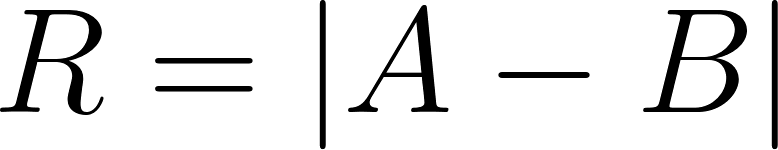 R = |A − B|